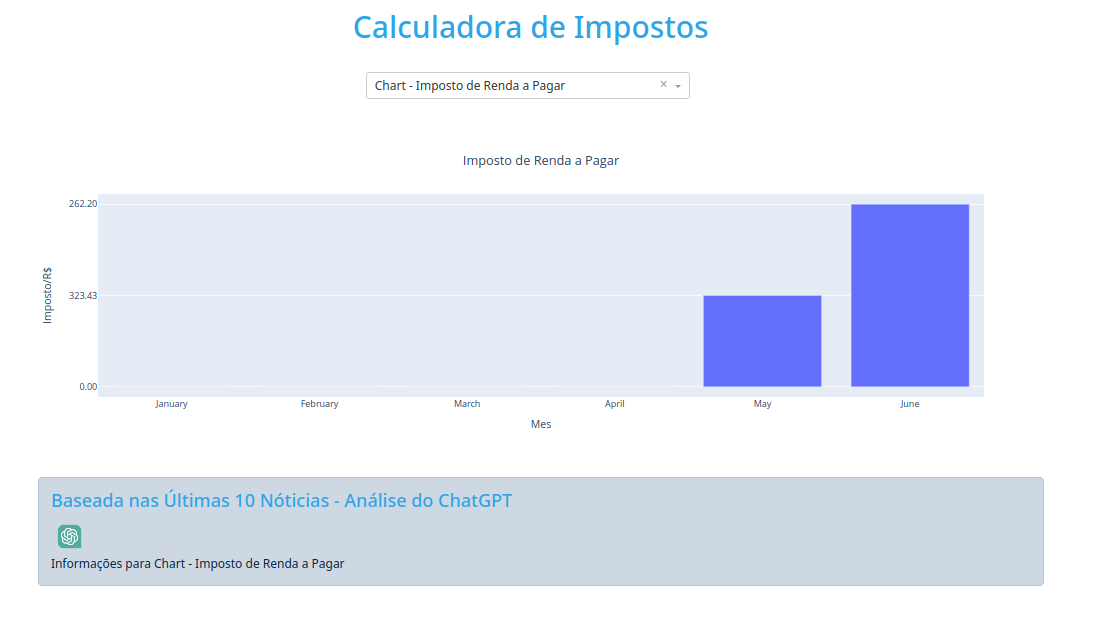 Calculadora de Impostos
Chart - Imposto de Renda a Pagar
Imposto de Renda a Pagar
262.20
323.43
0.00
Imposto/R$
January February March April May June
Mes
Baseada nas Últimas 10 Nóticias - Análise do ChatGPT
Informações para Chart - Imposto de Renda a Pagar